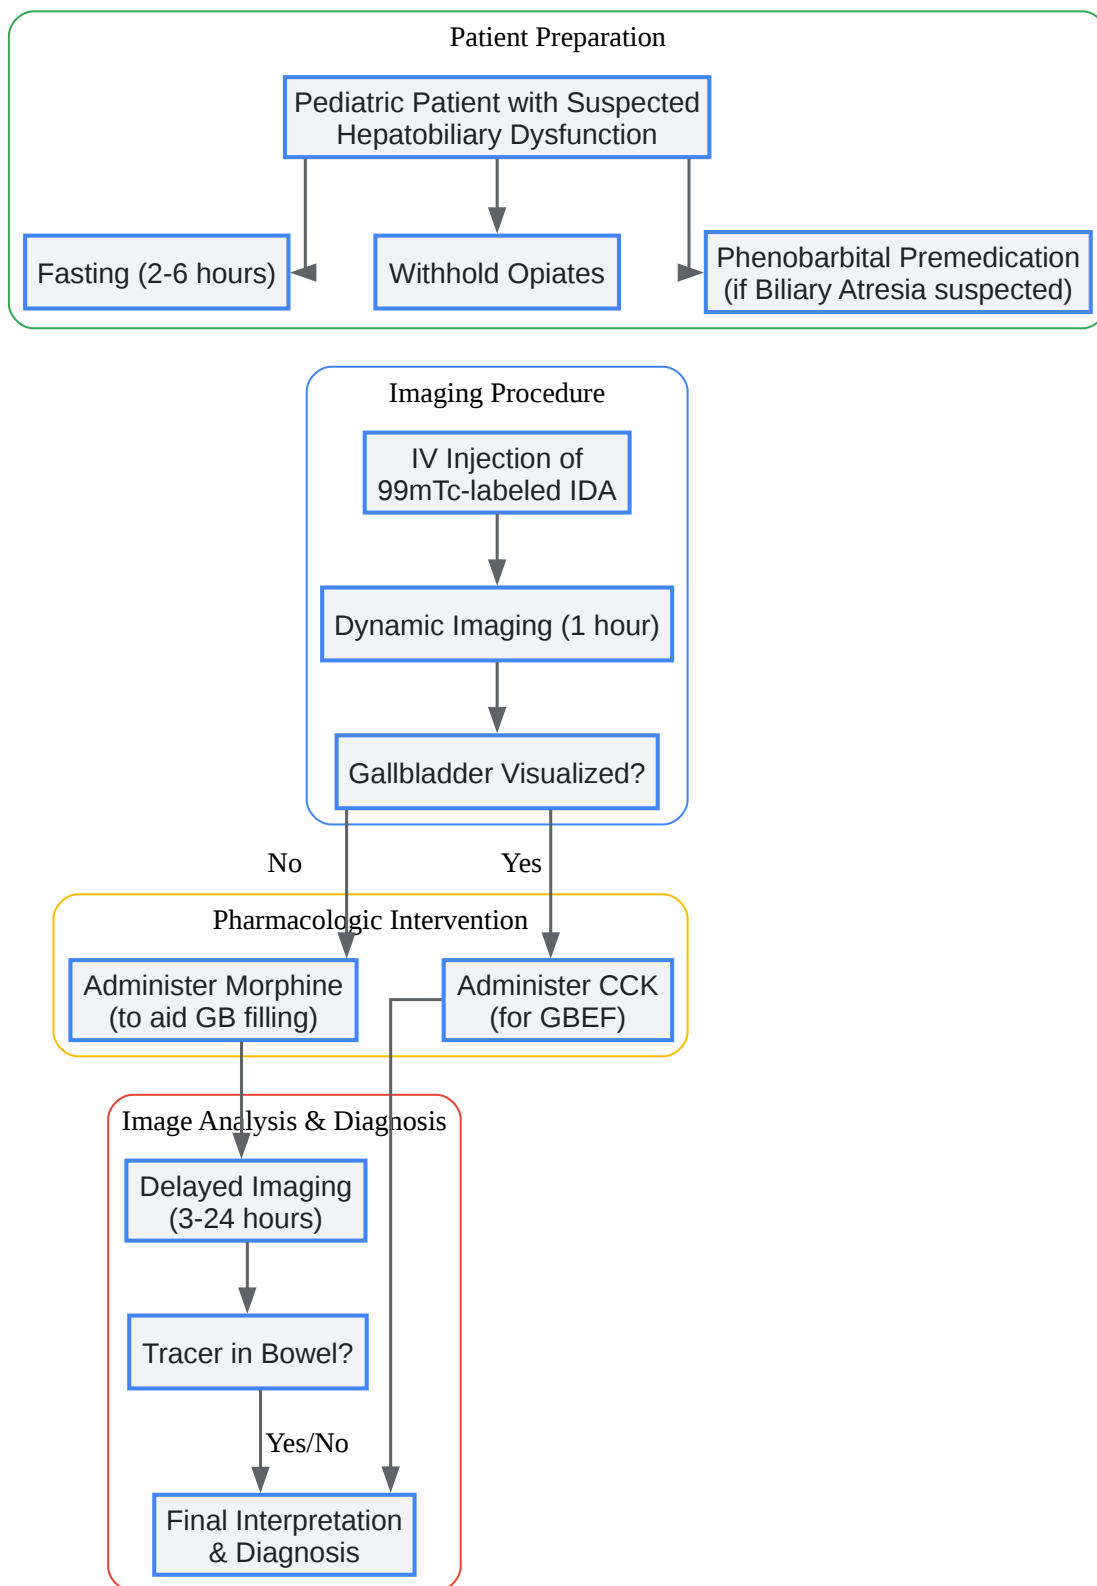 Patient Preparation
Pediatric Patient with Suspected
Hepatobiliary Dysfunction
Fasting (2-6 hours)
Withhold Opiates
Phenobarbital Premedication
(if Biliary Atresia suspected)
Imaging Procedure
IV Injection of
99mTc-labeled IDA
Dynamic Imaging (1 hour)
Gallbladder Visualized?
No
Yes
Pharmacologic Intervention
Administer Morphine
(to aid GB filling)
Administer CCK
(for GBEF)
Image Analysis & Diagnosis
Delayed Imaging
(3-24 hours)
Tracer in Bowel?
Yes/No
Final Interpretation
& Diagnosis